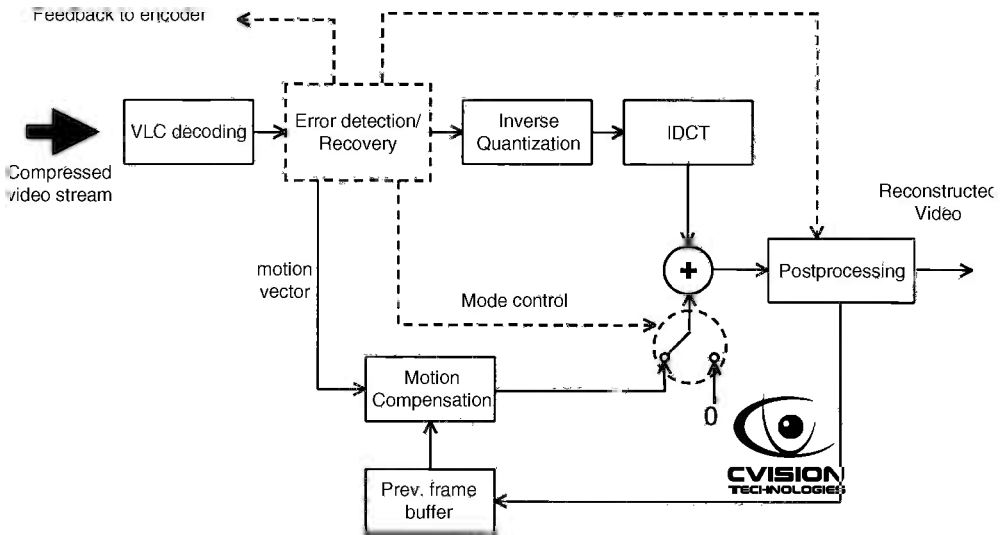 Feedback to encoder
VLC decoding
Error detection/
Recovery
Inverse
Quantization
IDCT
Compressed
video stream
Reconstructed
Video
motion
vector
Mode control
+
Postprocessing
Motion
Compensation
0
Prev. frame
buffer
CVISION
TECHNOLOGIES